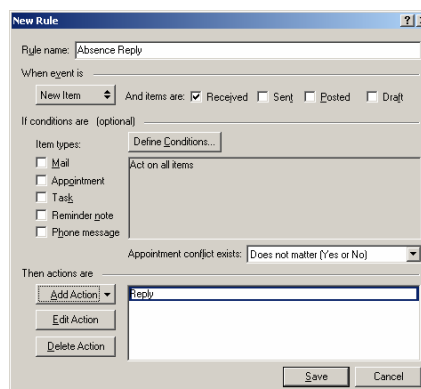 New Rule
Rule name: Absence Reply
When event is
New Item And items are: Received Sent Posted Draft
If conditions are (optional)
Item types: Define Conditions...
Mail
Act on all items
Appointment
Task
Reminder note
Phone message
Appointment conflict exists: Does not matter (Yes or No)
Then actions are
Add Action
Reply
Edit Action
Delete Action
Save Cancel